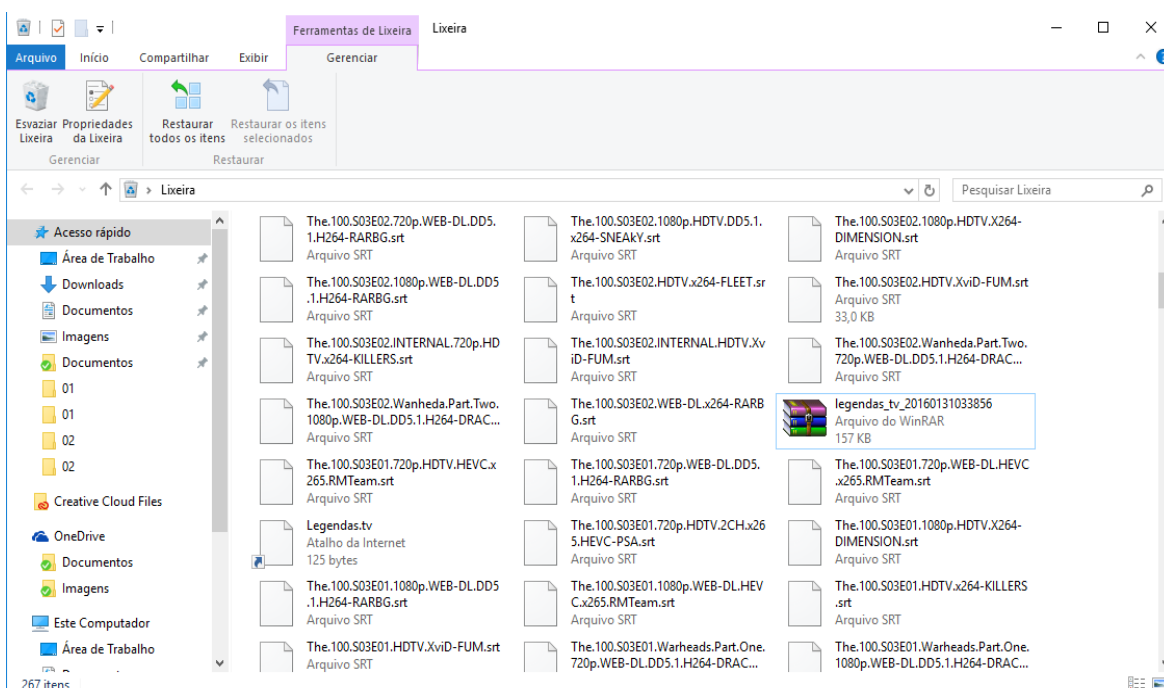 Ferramentas de Lixeira
Lixeira
Arquivo
Início
Compartilhar
Exibir
Gerenciar
Esvaziar
Lixeira
Propriedades
da Lixeira
Restaurar
todos os itens
Restaurar os itens
selecionados
Gerenciar
Restaurar
Lixeira
Pesquisar Lixeira
Acesso rápido
Área de Trabalho
Downloads
Documentos
Imagens
Documentos
01
01
02
02
Creative Cloud Files
OneDrive
Documentos
Imagens
Este Computador
Área de Trabalho
The.100.S03E02.720p.WEB-DL.DD5.
1.H264-RARBG.srt
Arquivo SRT
The.100.S03E02.1080p.HDTV.DD5.1.
x264-SNEAkY.srt
Arquivo SRT
The.100.S03E02.1080p.HDTV.X264-
DIMENSION.srt
Arquivo SRT
The.100.S03E02.1080p.WEB-DL.DD5
.1.H264-RARBG.srt
Arquivo SRT
The.100.S03E02.HDTV.x264-FLEET.sr
t
Arquivo SRT
The.100.S03E02.HDTV.XviD-FUM.srt
Arquivo SRT
33,0 KB
The.100.S03E02.INTERNAL.720p.HD
TV.x264-KILLERS.srt
Arquivo SRT
The.100.S03E02.INTERNAL.HDTV.Xv
iD-FUM.srt
Arquivo SRT
The.100.S03E02.Wanheda.Part.Two.
720p.WEB-DL.DD5.1.H264-DRAC...
Arquivo SRT
The.100.S03E02.Wanheda.Part.Two.
1080p.WEB-DL.DD5.1.H264-DRAC...
Arquivo SRT
The.100.S03E02.WEB-DL.x264-RARB
G.srt
Arquivo SRT
legendas_tv_20160131033856
Arquivo do WinRAR
157 KB
The.100.S03E01.720p.HDTV.HEVC.x
265.RMTeam.srt
Arquivo SRT
The.100.S03E01.720p.WEB-DL.DD5.
1.H264-RARBG.srt
Arquivo SRT
The.100.S03E01.720p.WEB-DL.HEVC
.x265.RMTeam.srt
Arquivo SRT
Legendas.tv
Atalho da Internet
125 bytes
The.100.S03E01.720p.HDTV.2CH.x26
5.HEVC-PSA.srt
Arquivo SRT
The.100.S03E01.1080p.HDTV.X264-
DIMENSION.srt
Arquivo SRT
The.100.S03E01.1080p.WEB-DL.DD5
.1.H264-RARBG.srt
Arquivo SRT
The.100.S03E01.1080p.WEB-DL.HEV
C.x265.RMTeam.srt
Arquivo SRT
The.100.S03E01.HDTV.x264-KILLERS
.srt
Arquivo SRT
The.100.S03E01.HDTV.XviD-FUM.srt
Arquivo SRT
The.100.S03E01.Warheads.Part.One.
720p.WEB-DL.DD5.1.H264-DRAC...
The.100.S03E01.Warheads.Part.One.
1080p.WEB-DL.DD5.1.H264-DRAC...
267 itens